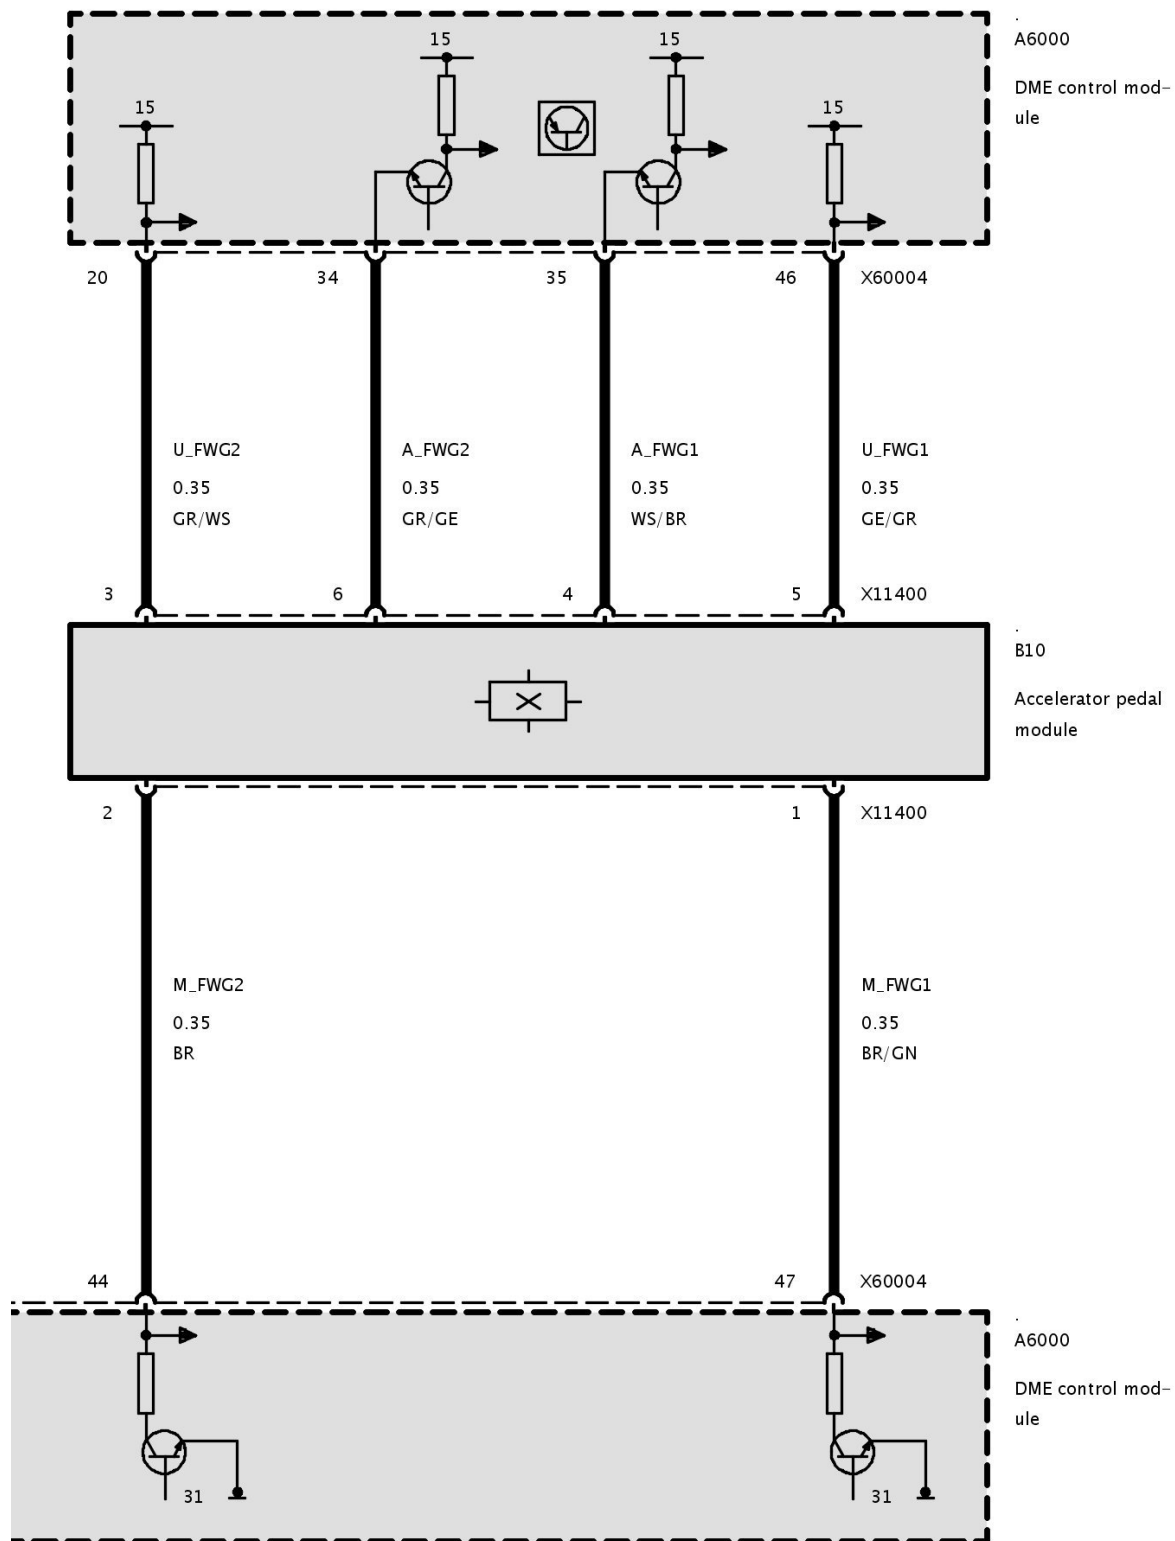 .
A6000
DME control mod-
ule
15
15
15
15
20
34
35
46
X60004
U_FWG2
0.35
GR/WS
A_FWG2
0.35
GR/GE
A_FWG1
0.35
WS/BR
U_FWG1
0.35
GE/GR
3
6
4
5
X11400
.
B10
Accelerator pedal
module
2
1
X11400
M_FWG2
0.35
BR
M_FWG1
0.35
BR/GN
44
47
X60004
.
A6000
DME control mod-
ule
31
31